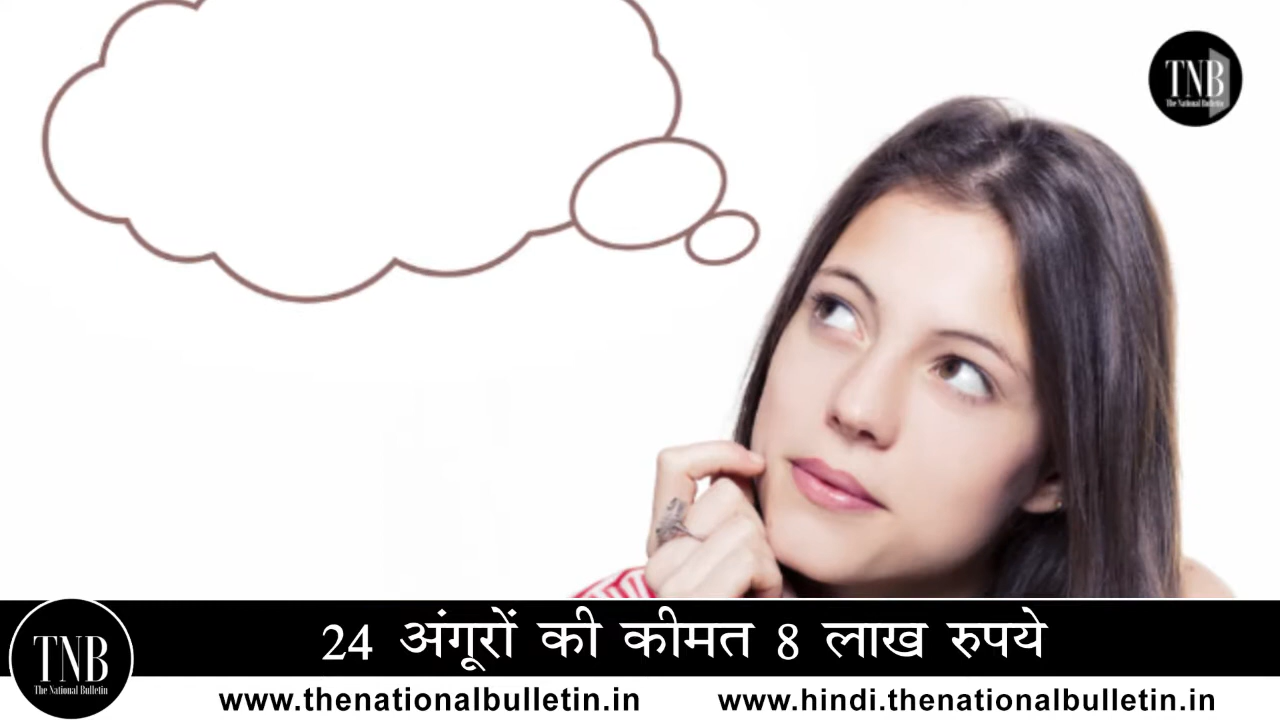 TNB
The National Bulletin
24 अंगूरों की कीमत 8 लाख रुपये
TNB
The National Bulletin
www.thenationalbulletin.in www.hindi.thenationalbulletin.in